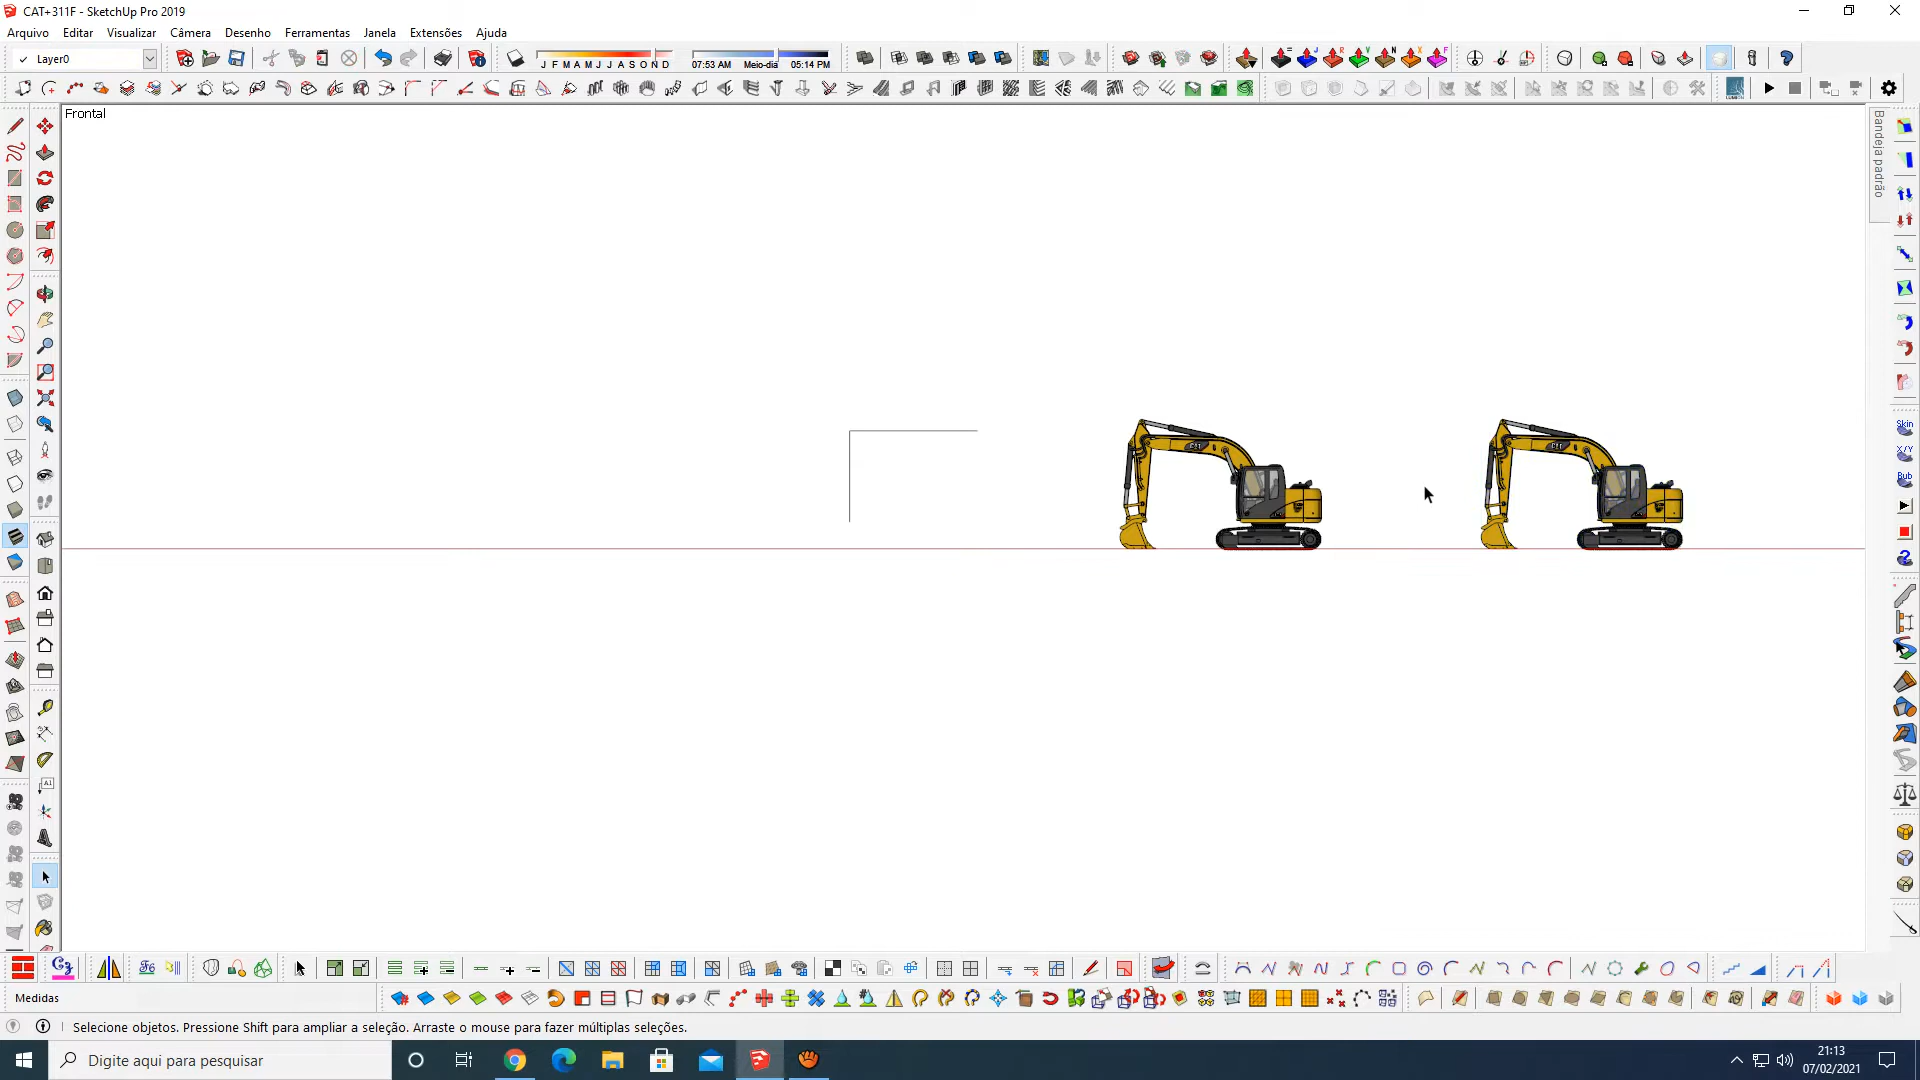 CAT+311F - SketchUp Pro 2019
Arquivo Editar Visualizar Câmera Desenho Ferramentas Janela Extensões Ajuda
Layer0
J F M A M J J A S O N D
07:53 AM Meio-dia 05:14 PM
Frontal
Bandeja padrão
Skin
X/Y
Bub
Medidas
Selecione objetos. Pressione Shift para ampliar a seleção. Arraste o mouse para fazer múltiplas seleções.
Digite aqui para pesquisar
21:13
07/02/2021